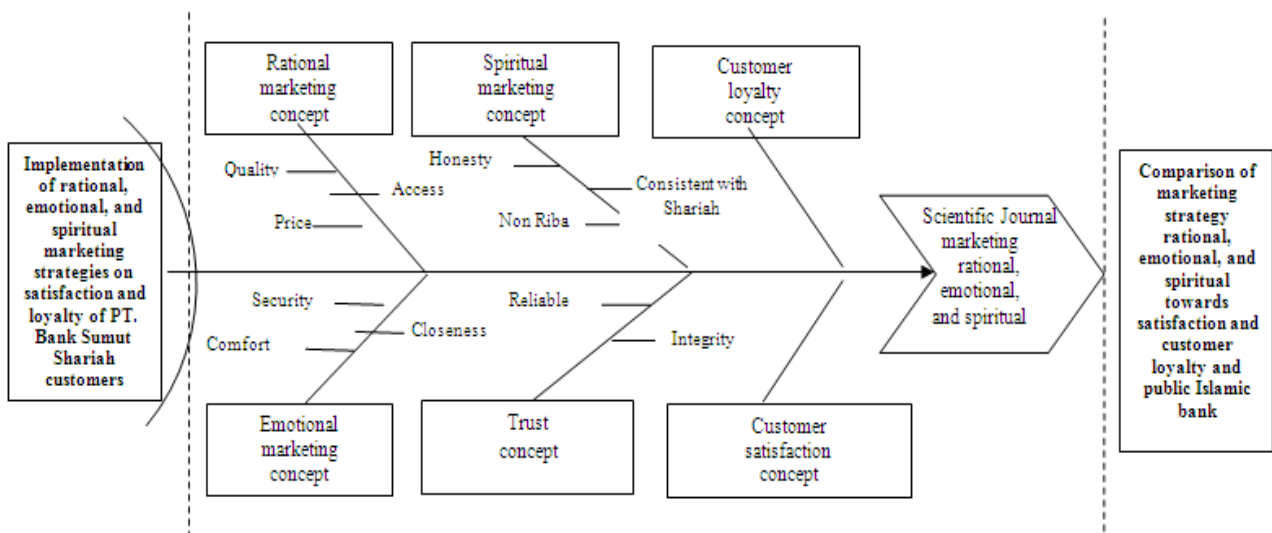 Implementation
of rational,
emotional, and
spiritual
marketing
strategies on
satisfaction and
loyalty of PT.
Bank Sumut
Shariah
customers
Rational
marketing
concept
Spiritual
marketing
concept
Customer
loyalty
concept
Quality
Access
Price
Honesty
Consistent with
Shariah
Non Riba
Security
Closeness
Comfort
Reliable
Integrity
Emotional
marketing
concept
Trust
concept
Customer
satisfaction
concept
Scientific Journal
marketing
rational,
emotional,
and spiritual
Comparison of
marketing
strategy
rational,
emotional, and
spiritual
towards
satisfaction and
customer
loyalty and
public Islamic
bank